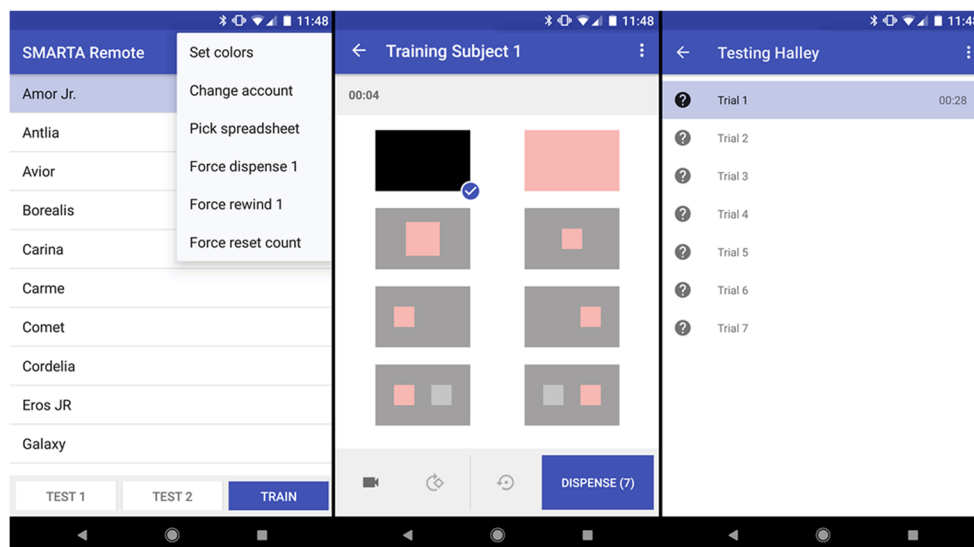 11:48
SMARTA Remote
Set colors
Change account
Pick spreadsheet
Force dispense 1
Force rewind 1
Force reset count
Amor Jr.
Antlia
Avior
Borealis
Carina
Carme
Comet
Cordelia
Eros JR
Galaxy
TEST 1 TEST 2 TRAIN
11:48
Training Subject 1
00:04
DISPENSE (7)
11:48
Testing Halley
Trial 1 00:28
Trial 2
Trial 3
Trial 4
Trial 5
Trial 6
Trial 7